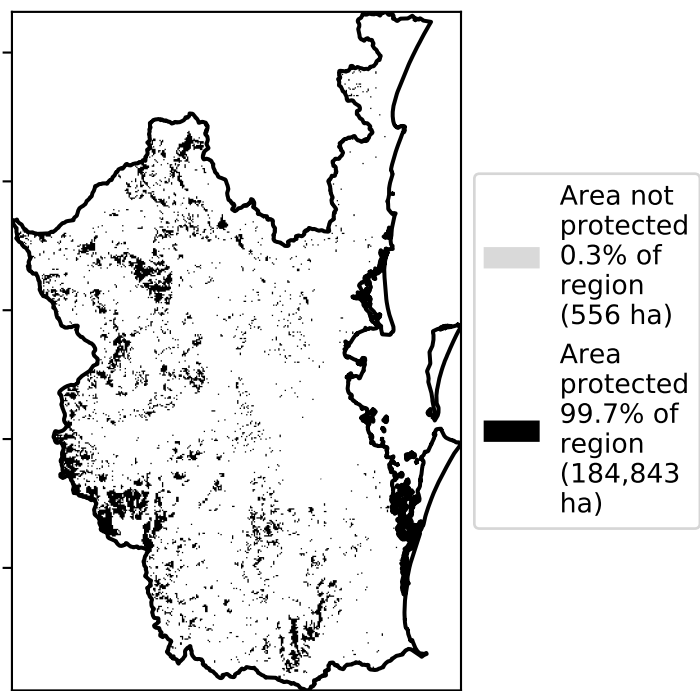 Area not
protected
0.3% of
region
(556 ha)
Area
protected
99.7% of
region
(184,843
ha)